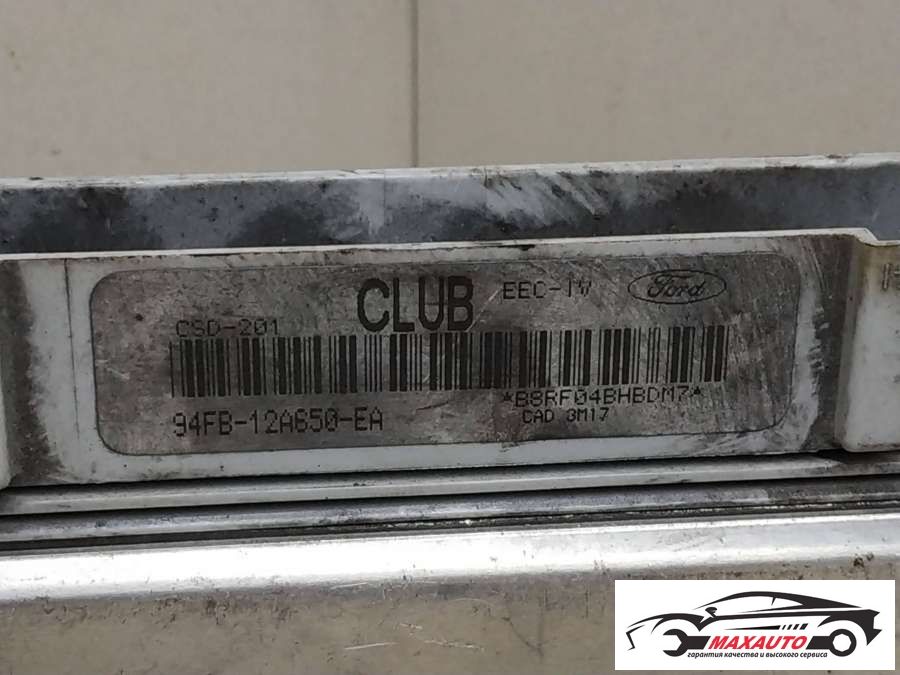 CLUB EEC-IV Ford
CSD-201
*B8RF04BHBDM7*
94FB-12A650-EA
CAD 3M17
MAXAUTO
гарантия качества и высокого сервиса